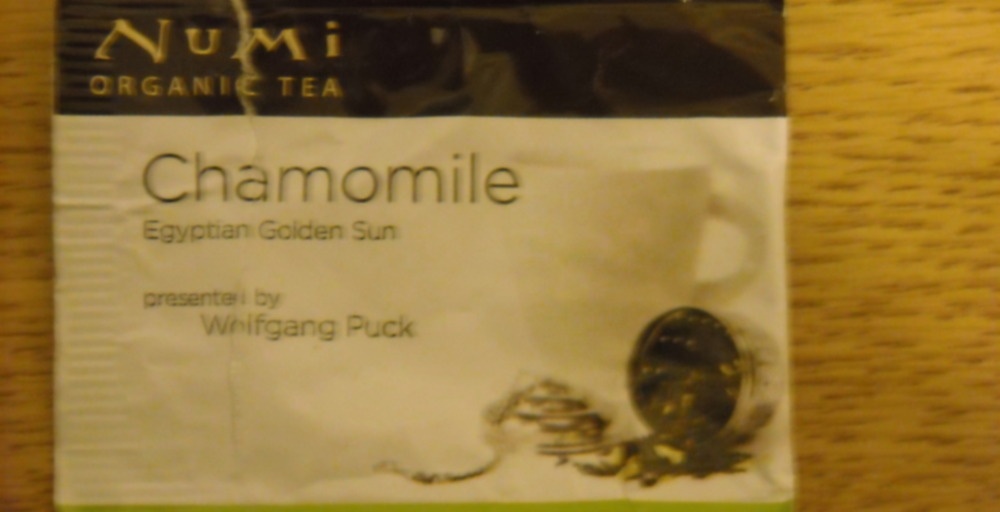 NUMi
ORGANIC TEA
Chamomile
Egyptian Golden Sun
presented by
Wolfgang Puck